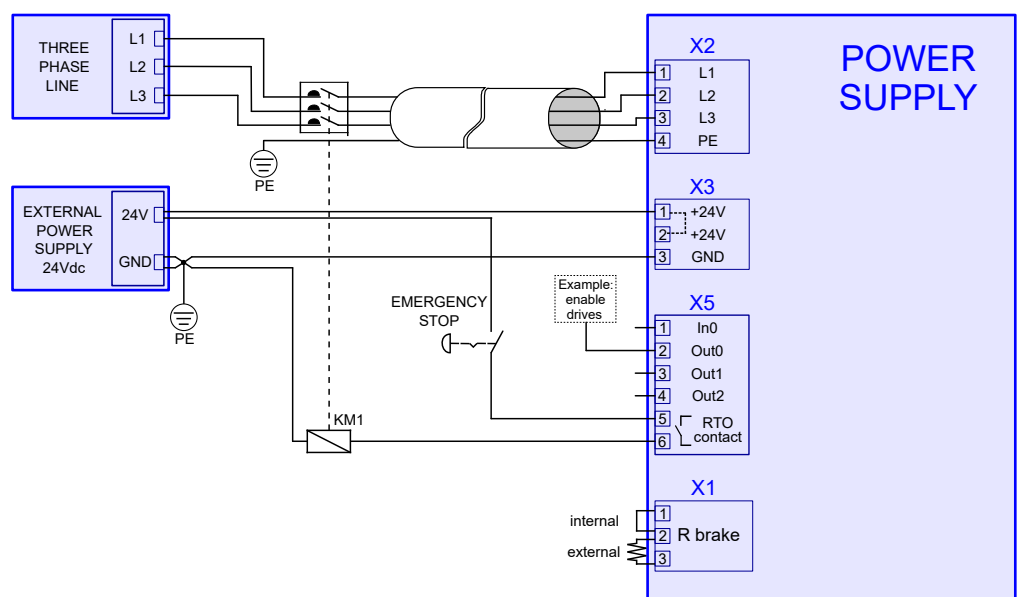 THREE
PHASE
LINE
L1
L2
L3
PE
EXTERNAL
POWER
SUPPLY
24Vdc
24V
GND
PE
EMERGENCY
STOP
KM1
Example:
enable
drives
internal
external
POWER
SUPPLY
X2
1 L1
2 L2
3 L3
4 PE
X3
1 +24V
2 +24V
3 GND
X5
1 In0
2 Out0
3 Out1
4 Out2
5 RTO
6 contact
X1
1
2 R brake
3